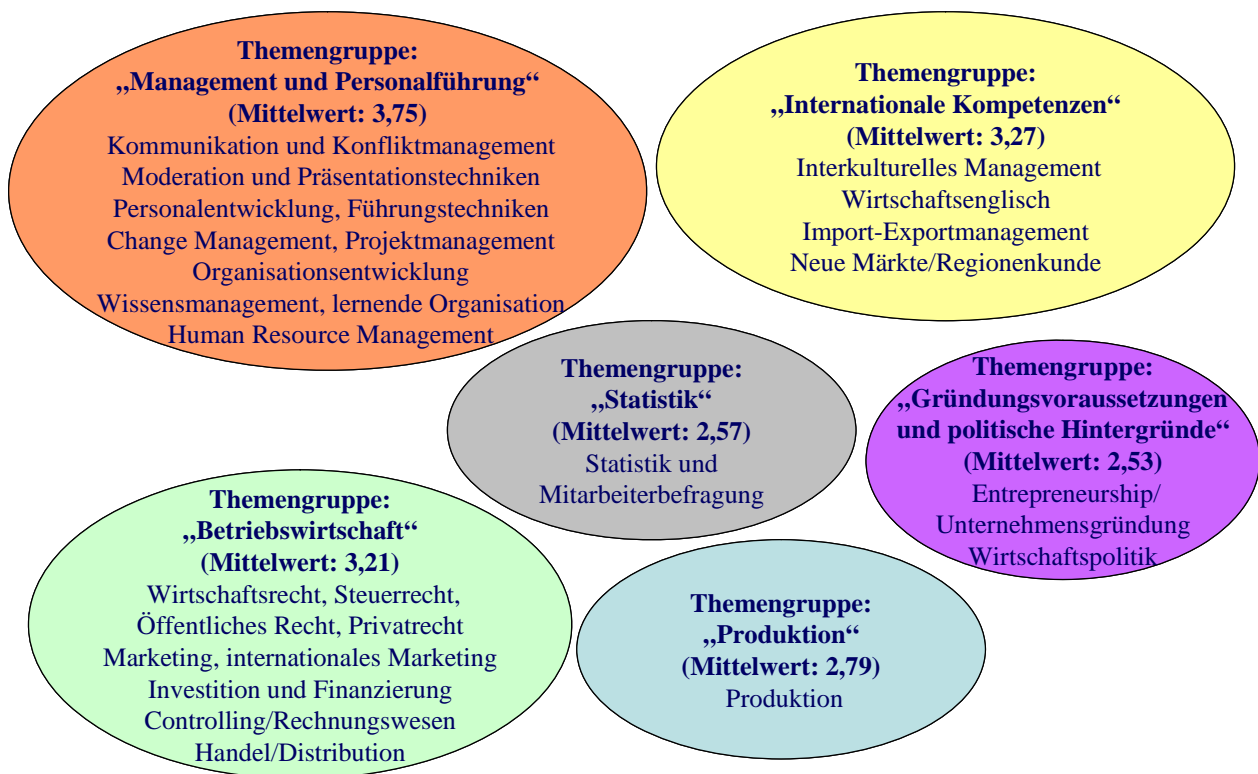 Themengruppe:
„Management und Personalführung“
(Mittelwert: 3,75)
Kommunikation und Konfliktmanagement
Moderation und Präsentationstechniken
Personalentwicklung, Führungstechniken
Change Management, Projektmanagement
Organisationsentwicklung
Wissensmanagement, lernende Organisation
Human Resource Management
Themengruppe:
„Internationale Kompetenzen“
(Mittelwert: 3,27)
Interkulturelles Management
Wirtschaftsenglisch
Import-Exportmanagement
Neue Märkte/Regionenkunde
Themengruppe:
„Statistik“
(Mittelwert: 2,57)
Statistik und
Mitarbeiterbefragung
Themengruppe:
„Gründungsvoraussetzungen
und politische Hintergründe“
(Mittelwert: 2,53)
Entrepreneurship/
Unternehmensgründung
Wirtschaftspolitik
Themengruppe:
„Betriebswirtschaft“
(Mittelwert: 3,21)
Wirtschaftsrecht, Steuerrecht,
Öffentliches Recht, Privatrecht
Marketing, internationales Marketing
Investition und Finanzierung
Controlling/Rechnungswesen
Handel/Distribution
Themengruppe:
„Produktion“
(Mittelwert: 2,79)
Produktion